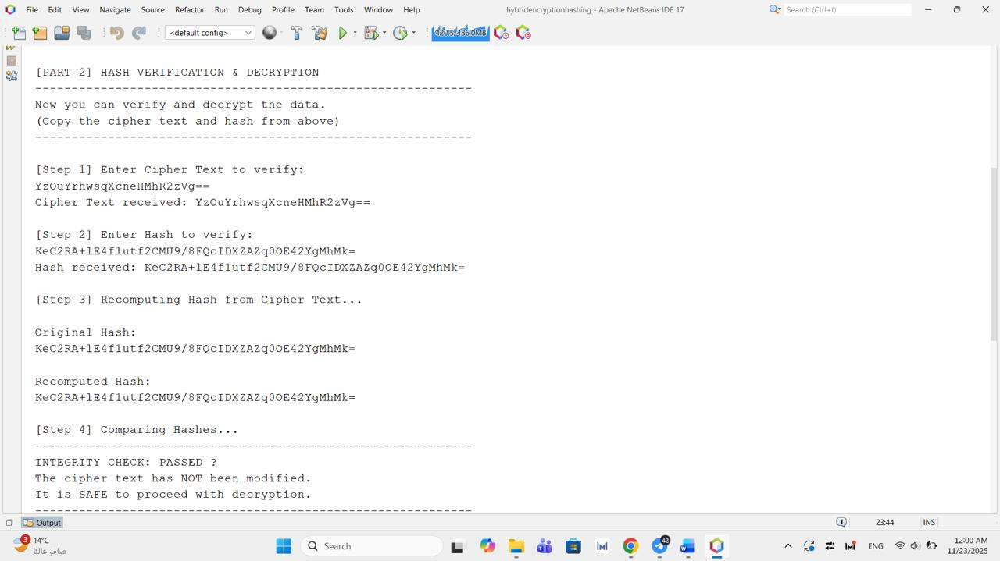 File Edit View Navigate Source Refactor Run Debug Profile Team Tools Window Help
hybridencryptionhashing - Apache NetBeans IDE 17
Search (Ctrl+I)
<default config>
420.5/486.0MB
[PART 2] HASH VERIFICATION & DECRYPTION
------------------------------------------------------------
Now you can verify and decrypt the data.
(Copy the cipher text and hash from above)
------------------------------------------------------------
[Step 1] Enter Cipher Text to verify:
YzOuYrhwsqXcneHMhR2zVg==
Cipher Text received: YzOuYrhwsqXcneHMhR2zVg==
[Step 2] Enter Hash to verify:
KeC2RA+lE4f1utf2CMU9/8FQcIDXZAZq0OE42YgMhMk=
Hash received: KeC2RA+lE4f1utf2CMU9/8FQcIDXZAZq0OE42YgMhMk=
[Step 3] Recomputing Hash from Cipher Text...
Original Hash:
KeC2RA+lE4f1utf2CMU9/8FQcIDXZAZq0OE42YgMhMk=
Recomputed Hash:
KeC2RA+lE4f1utf2CMU9/8FQcIDXZAZq0OE42YgMhMk=
[Step 4] Comparing Hashes...
------------------------------------------------------------
INTEGRITY CHECK: PASSED ?
The cipher text has NOT been modified.
It is SAFE to proceed with decryption.
------------------------------------------------------------
Output
1
23:44
INS
3
14°C
صافٍ غالبًا
Search
42
ENG
12:00 AM
11/23/2025